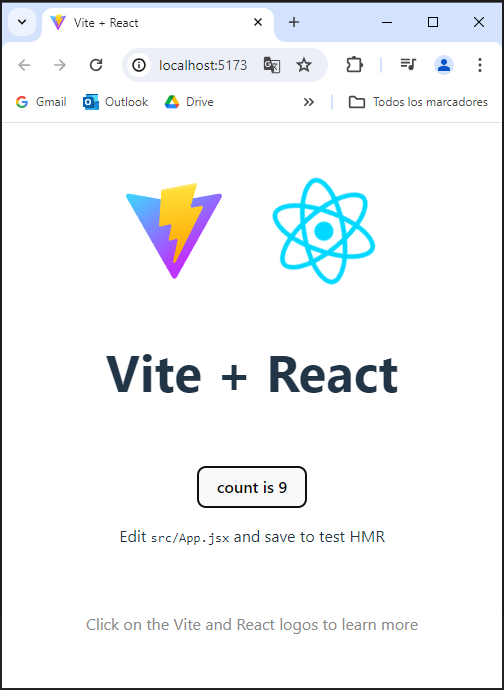 Vite + React
localhost:5173
Gmail Outlook Drive Todos los marcadores
Vite + React
count is 9
Edit src/App.jsx and save to test HMR
Click on the Vite and React logos to learn more